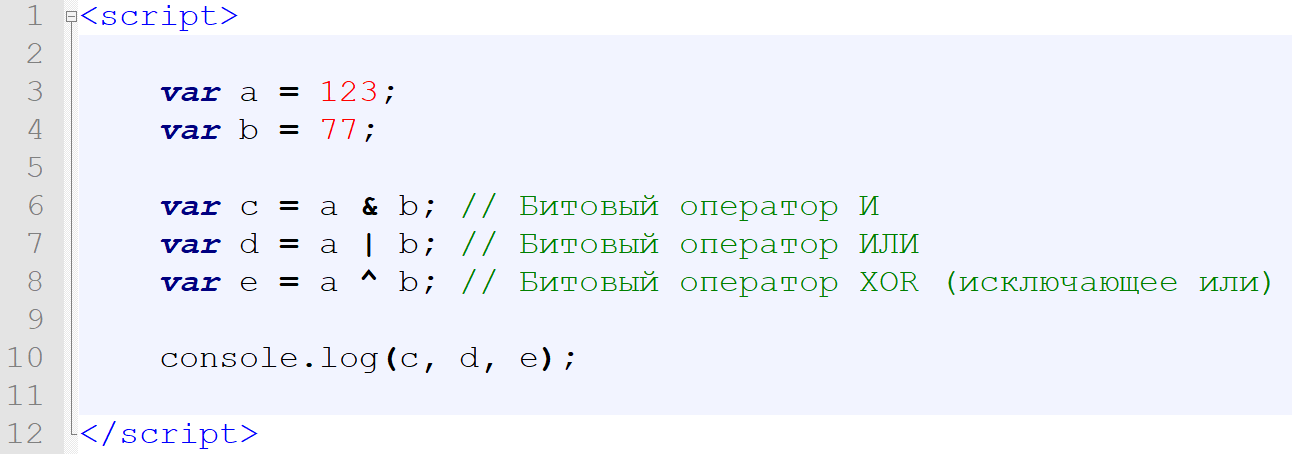 1 <script>
2
3 var a = 123;
4 var b = 77;
5
6 var c = a & b; // Битовый оператор И
7 var d = a | b; // Битовый оператор ИЛИ
8 var e = a ^ b; // Битовый оператор XOR (исключающее или)
9
10 console.log(c, d, e);
11
12 </script>